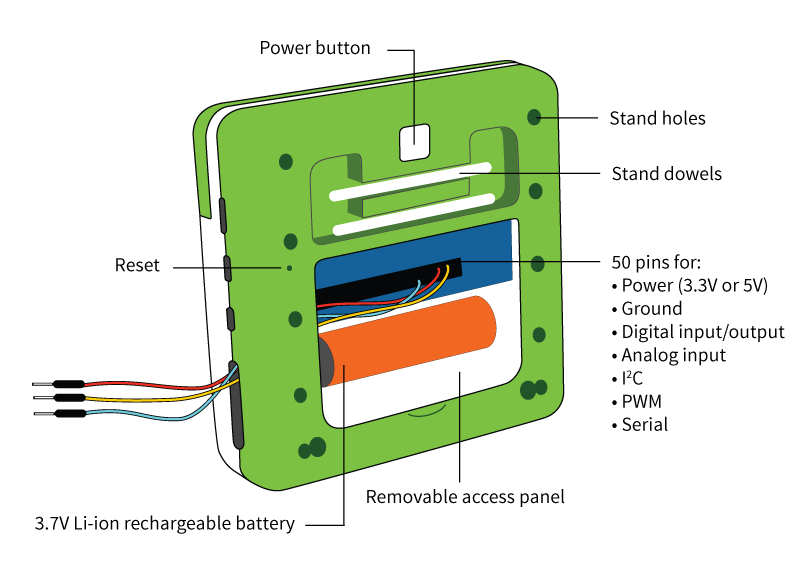 Power button
Stand holes
Stand dowels
Reset
50 pins for:
• Power (3.3V or 5V)
• Ground
• Digital input/output
• Analog input
• I²C
• PWM
• Serial
Removable access panel
3.7V Li-ion rechargeable battery